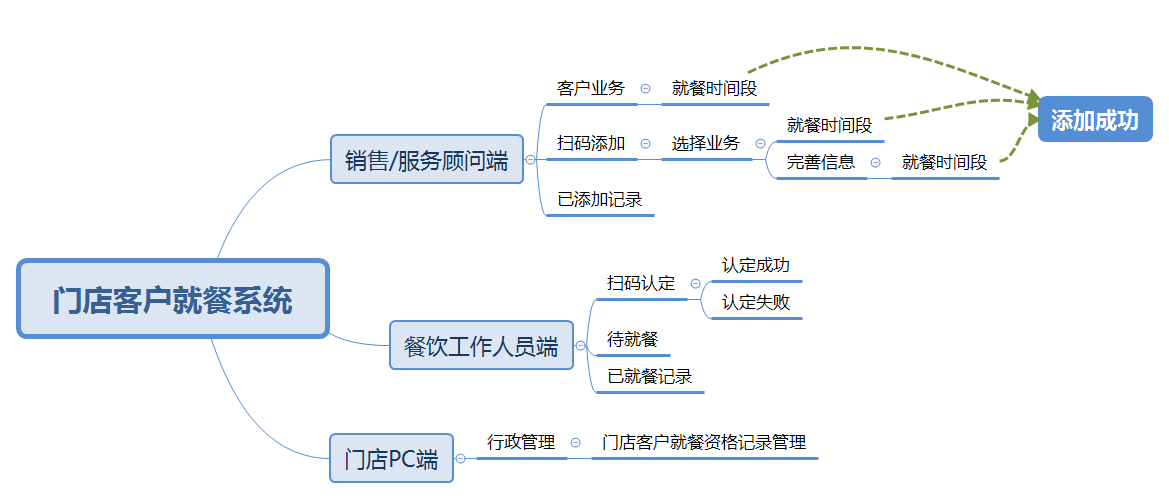 门店客户就餐系统
销售/服务顾问端
客户业务
就餐时间段
扫码添加
选择业务
就餐时间段
完善信息
就餐时间段
添加成功
已添加记录
餐饮工作人员端
扫码认定
认定成功
认定失败
待就餐
已就餐记录
门店PC端
行政管理
门店客户就餐资格记录管理